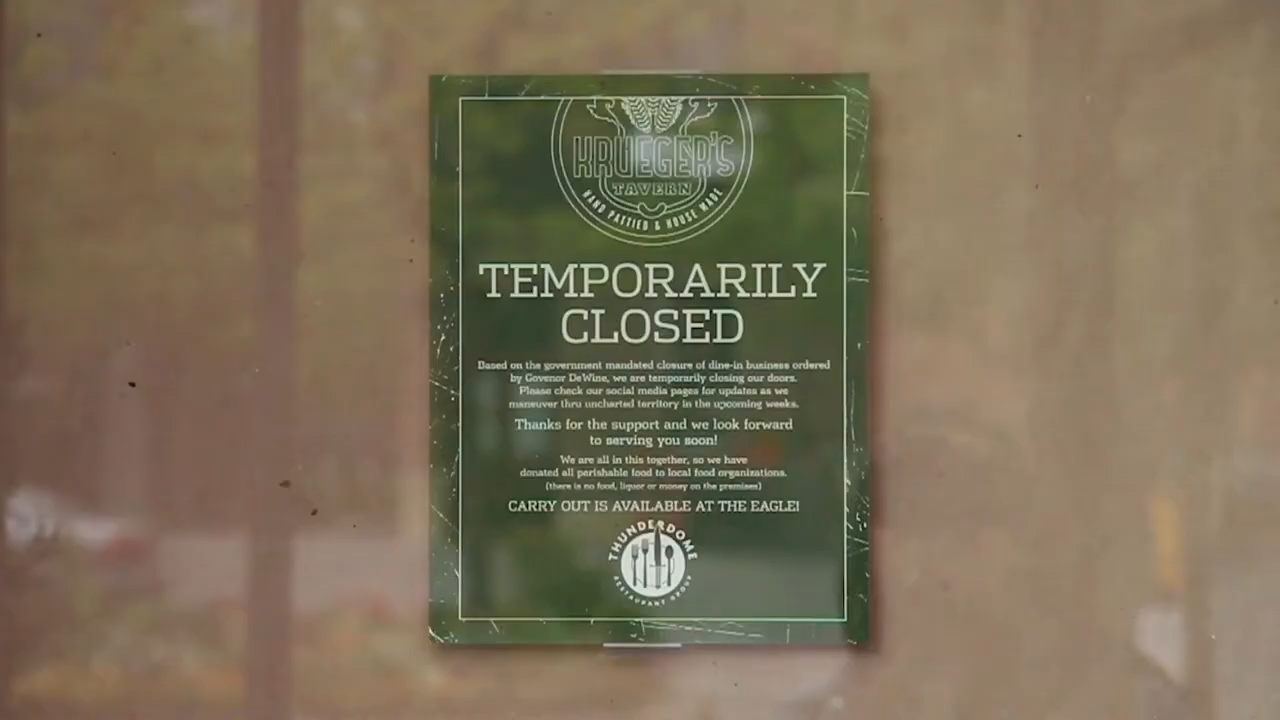 KRUEGER'S
TAVERN
HAND PATTIED & HOUSE MADE
TEMPORARILY
CLOSED
Based on the government mandated closure of dine-in business ordered
by Govenor DeWine, we are temporarily closing our doors.
Please check our social media pages for updates as we
maneuver thru uncharted territory in the upcoming weeks.
Thanks for the support and we look forward
to serving you soon!
We are all in this together, so we have
donated all perishable food to local food organizations.
(there is no food, liquor or money on the premises)
CARRY OUT IS AVAILABLE AT THE EAGLE!
THUNDERDOME
RESTAURANT GROUP